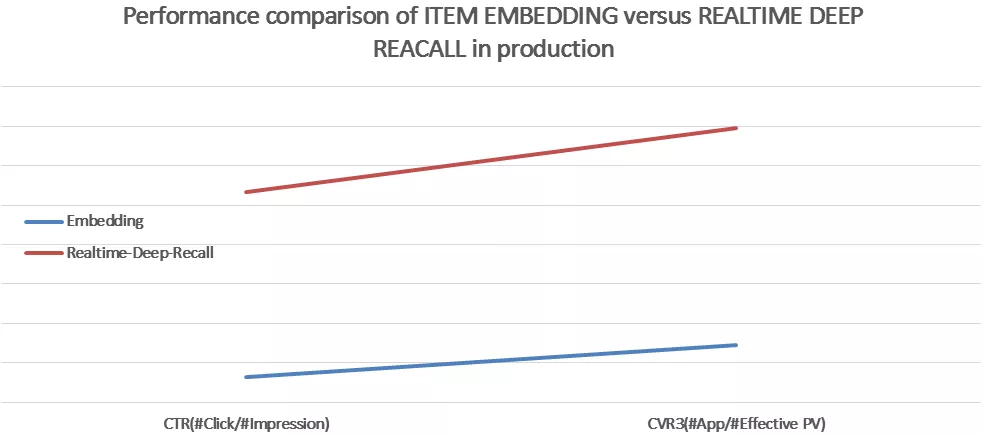 Performance comparison of ITEM EMBEDDING versus REALTIME DEEP
REACALL in production
Embedding
Realtime-Deep-Recall
CTR(#Click/#Impression)
CVR3(#App/#Effective PV)